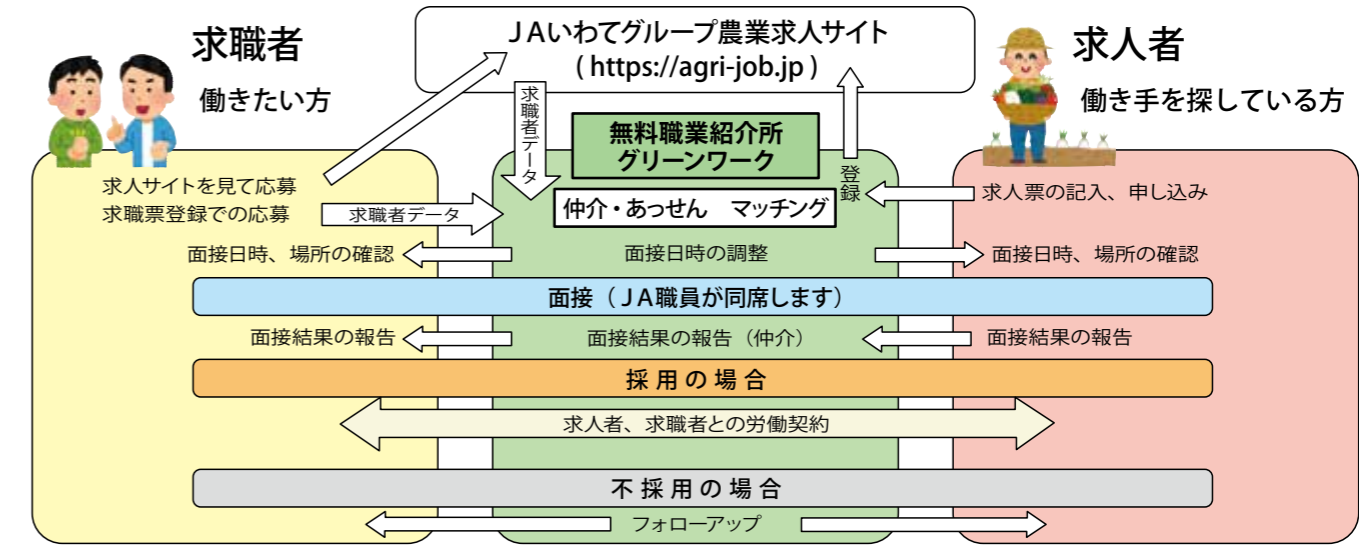 求職者
働きたい方
JAいわてグループ農業求人サイト
( https://agri-job.jp )
求人者
働き手を探している方
求職者データ
無料職業紹介所
グリーンワーク
登録
求人サイトを見て応募
求職票登録での応募
求職者データ
仲介・あっせん　マッチング
求人票の記入、申し込み
面接日時、場所の確認
面接日時の調整
面接日時、場所の確認
面接（JA職員が同席します）
面接結果の報告
面接結果の報告（仲介）
面接結果の報告
採用の場合
求人者、求職者との労働契約
不採用の場合
フォローアップ